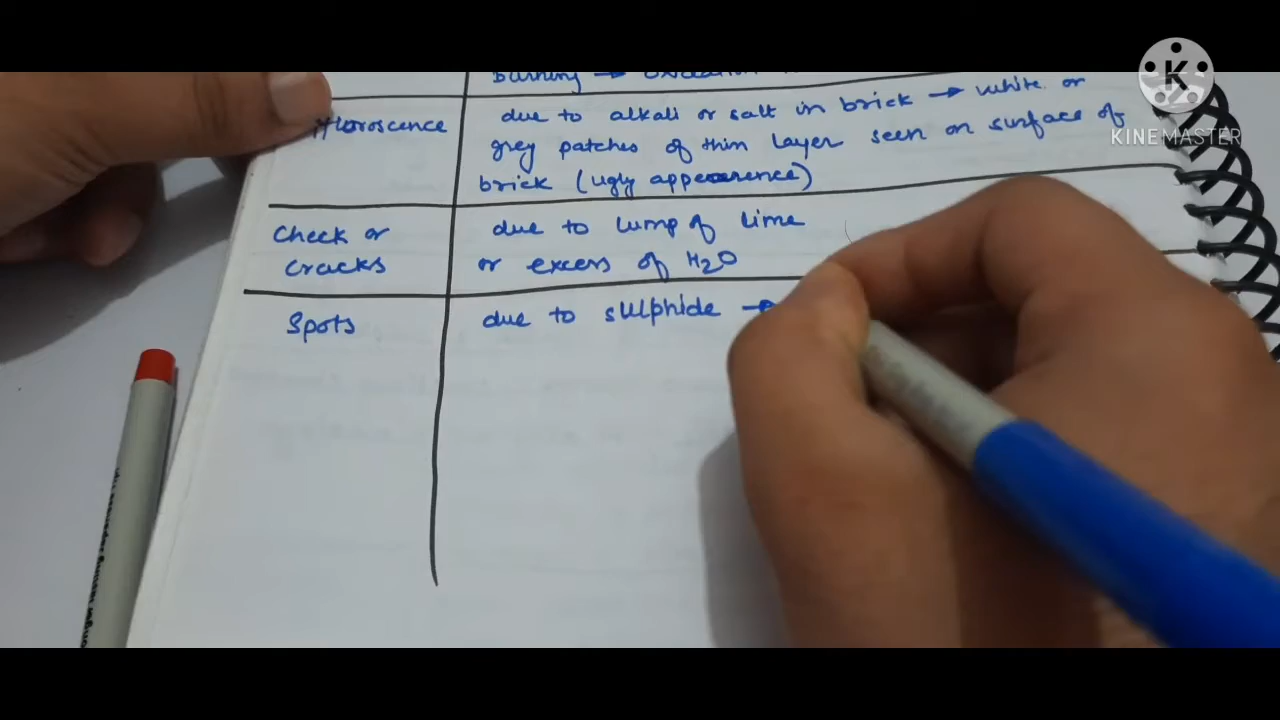 burning →
due to alkali or salt in brick → white or
floroscence
grey patches of thin layer seen on surface of
brick (ugly appearence)
check or
cracks
due to lump of lime
or excess of H2O
spots
due to sulphide →
K
KINEMASTER